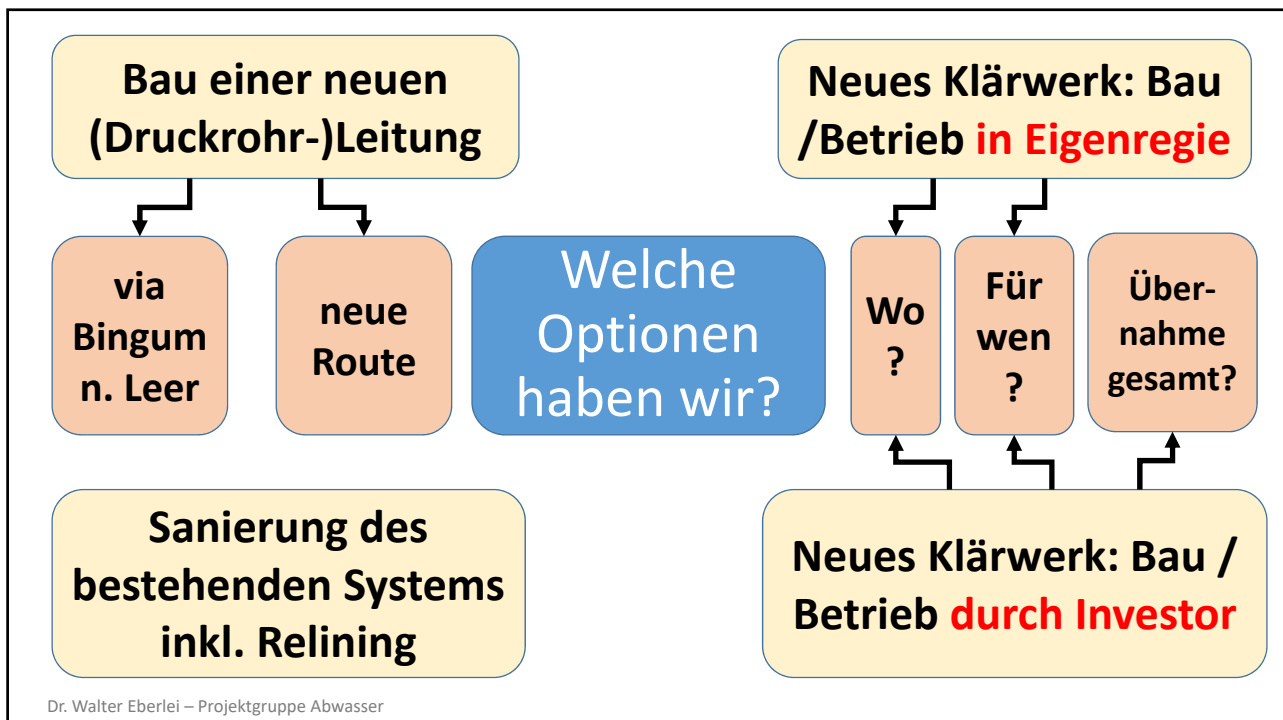 Bau einer neuen
(Druckrohr-)Leitung
Neues Klärwerk: Bau
/Betrieb in Eigenregie
via
Bingum
n. Leer
neue
Route
Welche
Optionen
haben wir?
Wo
?
Für
wen
?
Über-
nahme
gesamt?
Sanierung des
bestehenden Systems
inkl. Relining
Neues Klärwerk: Bau /
Betrieb durch Investor
Dr. Walter Eberlei – Projektgruppe Abwasser